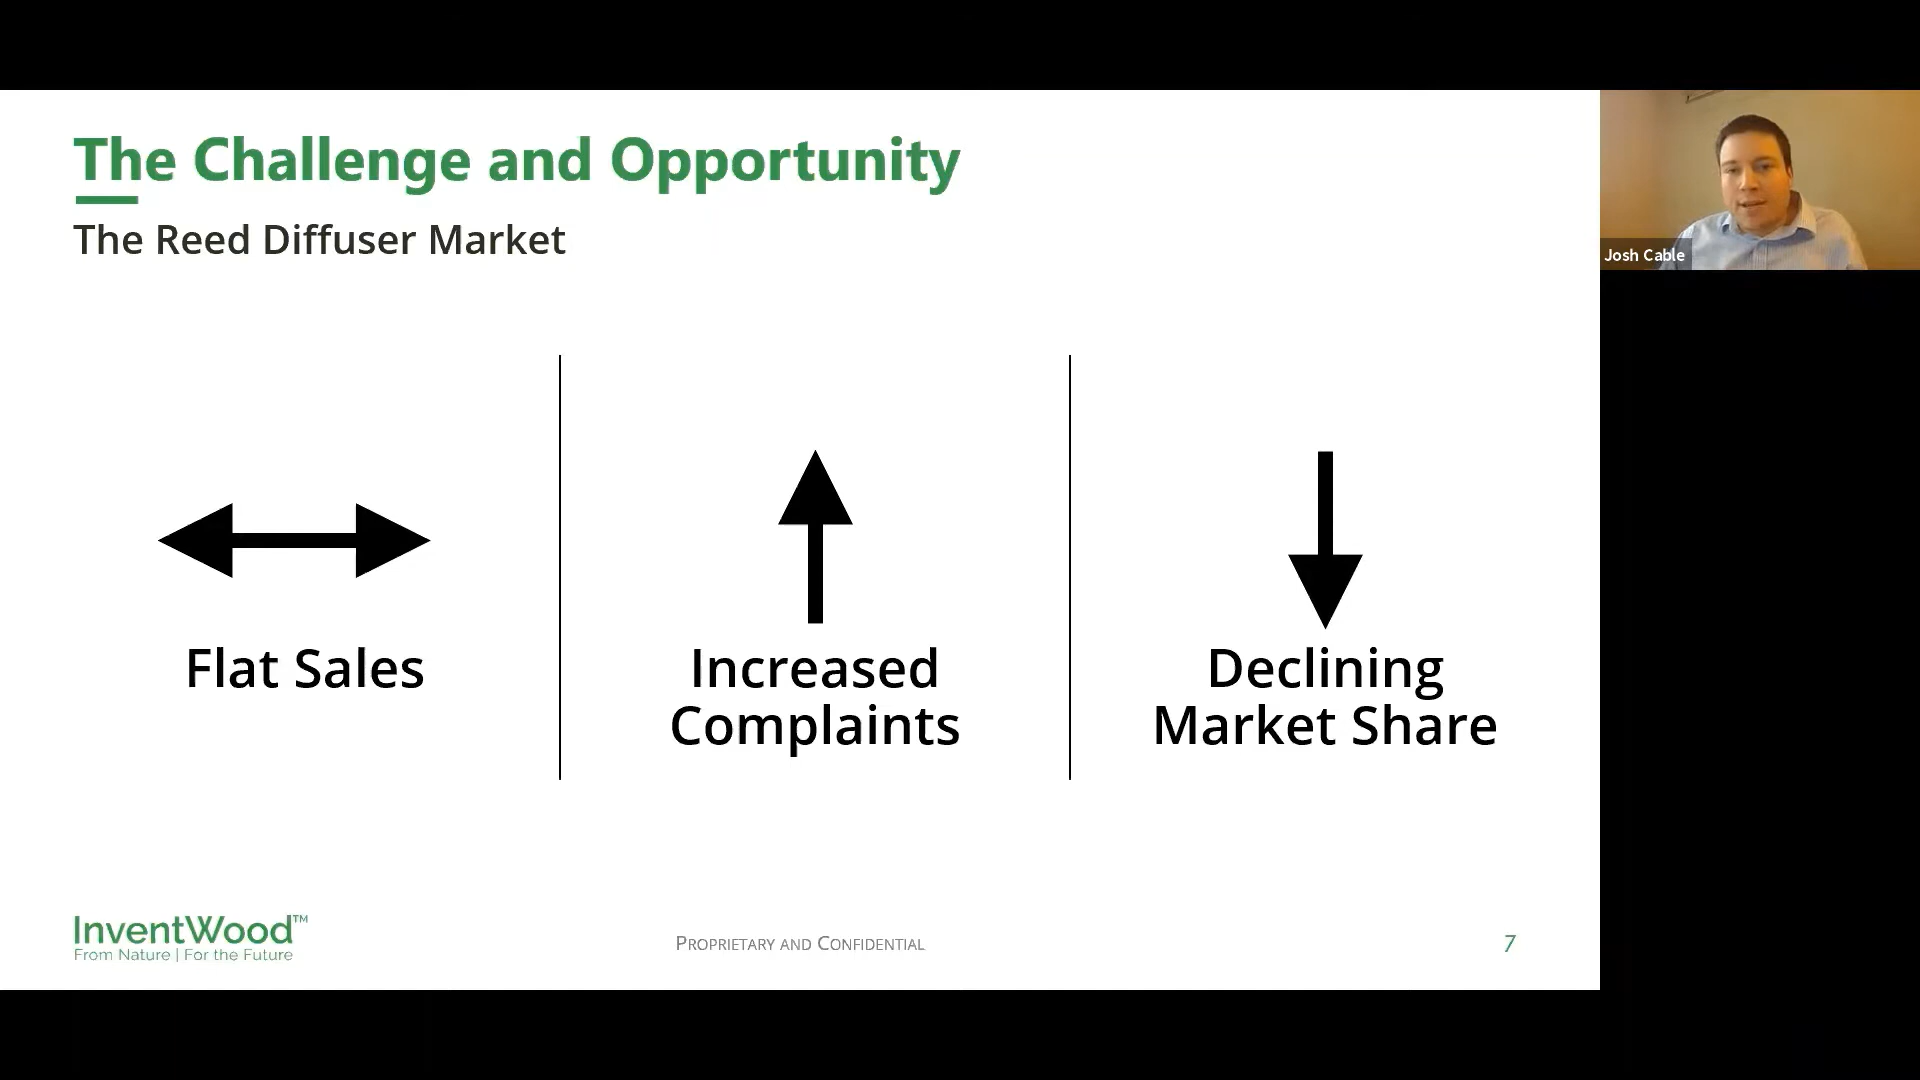 The Challenge and Opportunity
The Reed Diffuser Market
Josh Cable
Flat Sales
Increased
Complaints
Declining
Market Share
InventWood™
From Nature | For the Future
Proprietary and Confidential
7